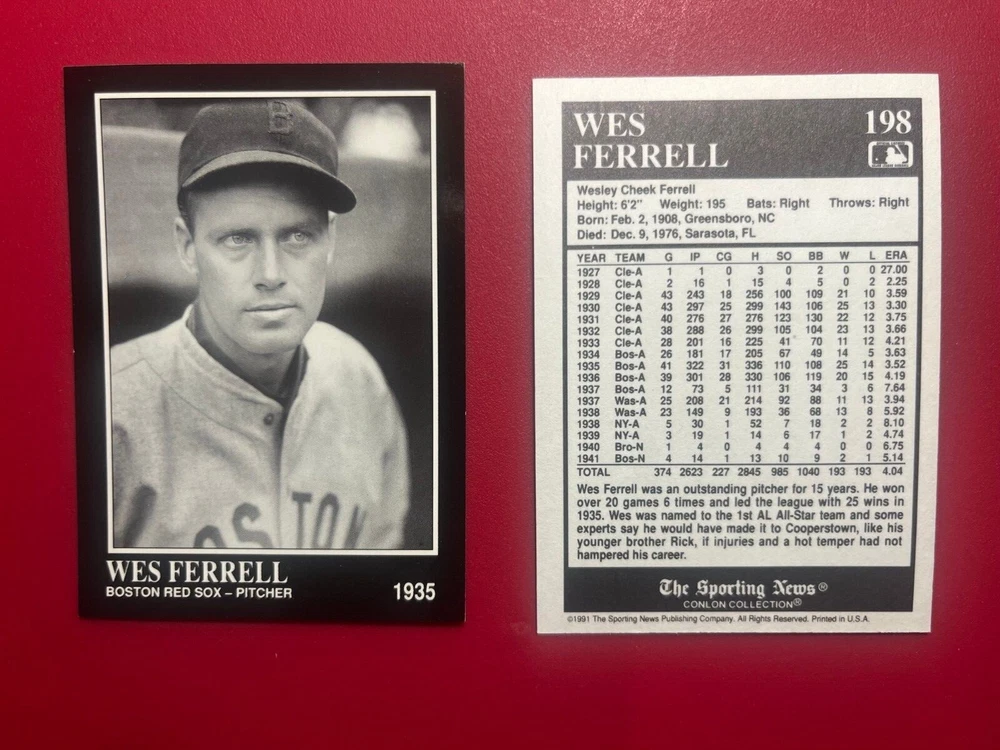 B
OSTON
WES FERRELL
BOSTON RED SOX – PITCHER
1935
WES
FERRELL
198
Wesley Cheek Ferrell
Height: 6'2" Weight: 195 Bats: Right Throws: Right
Born: Feb. 2, 1908, Greensboro, NC
Died: Dec. 9, 1976, Sarasota, FL
YEAR TEAM G IP CG H SO BB W L ERA
1927 Cle-A 1 1 0 3 0 2 0 0 27.00
1928 Cle-A 2 16 1 15 4 5 0 2 2.25
1929 Cle-A 43 243 18 256 100 109 21 10 3.59
1930 Cle-A 43 297 25 299 143 106 25 13 3.30
1931 Cle-A 40 276 27 276 123 130 22 12 3.75
1932 Cle-A 38 288 26 299 105 104 23 13 3.66
1933 Cle-A 28 201 16 225 41 70 11 12 4.21
1934 Bos-A 26 181 17 205 67 49 14 5 3.63
1935 Bos-A 41 322 31 336 110 108 25 14 3.52
1936 Bos-A 39 301 28 330 106 119 20 15 4.19
1937 Bos-A 12 73 5 111 31 34 3 6 7.64
1937 Was-A 25 208 21 214 92 88 11 13 3.94
1938 Was-A 23 149 9 193 36 68 13 8 5.92
1938 NY-A 5 30 1 52 7 18 2 2 8.10
1939 NY-A 3 19 1 14 6 17 1 2 4.74
1940 Bro-N 1 4 0 4 4 4 0 0 6.75
1941 Bos-N 4 14 1 13 10 9 2 1 5.14
TOTAL 374 2623 227 2845 985 1040 193 193 4.04
Wes Ferrell was an outstanding pitcher for 15 years. He won
over 20 games 6 times and led the league with 25 wins in
1935. Wes was named to the 1st AL All-Star team and some
experts say he would have made it to Cooperstown, like his
younger brother Rick, if injuries and a hot temper had not
hampered his career.
The Sporting News®
CONLON COLLECTION®
©1991 The Sporting News Publishing Company. All Rights Reserved. Printed in U.S.A.